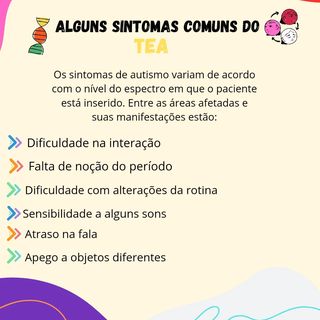 ALGUNS SINTOMAS COMUNS DO
TEA
Os sintomas de autismo variam de acordo
com o nível do espectro em que o paciente
está inserido. Entre as áreas afetadas e
suas manifestações estão:
Dificuldade na interação
Falta de noção do período
Dificuldade com alterações da rotina
Sensibilidade a alguns sons
Atraso na fala
Apego a objetos diferentes